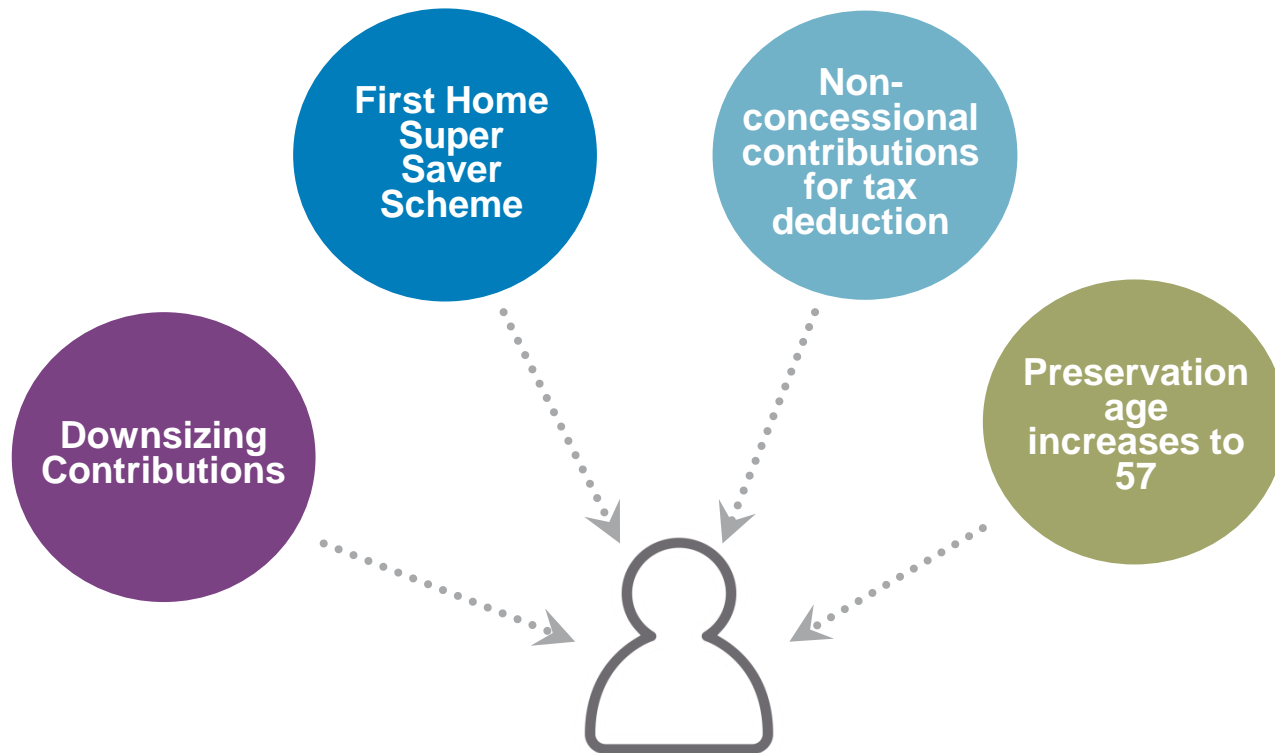 Downsizing
Contributions
First Home
Super
Saver
Scheme
Non-
concessional
contributions
for tax
deduction
Preservation
age
increases to
57